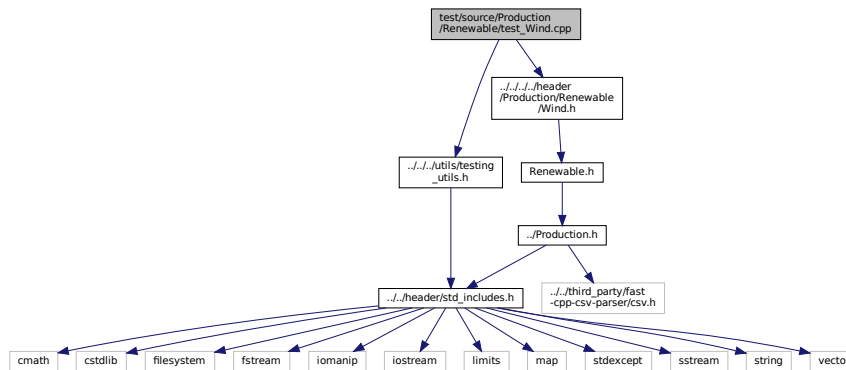 test/source/Production
/Renewable/test_Wind.cpp
../../../../header
/Production/Renewable
/Wind.h
../../../utils/testing
_utils.h
Renewable.h
../Production.h
../../header/std_includes.h
../../third_party/fast
-cpp-csv-parser/csv.h
cmath
cstdlib
filesystem
fstream
iomanip
iostream
limits
map
stdexcept
sstream
string
vecto